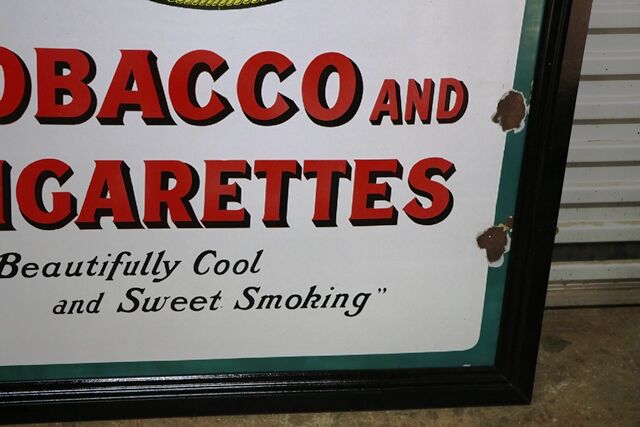 OBACCO AND
IGARETTES
Beautifully Cool
and Sweet Smoking"